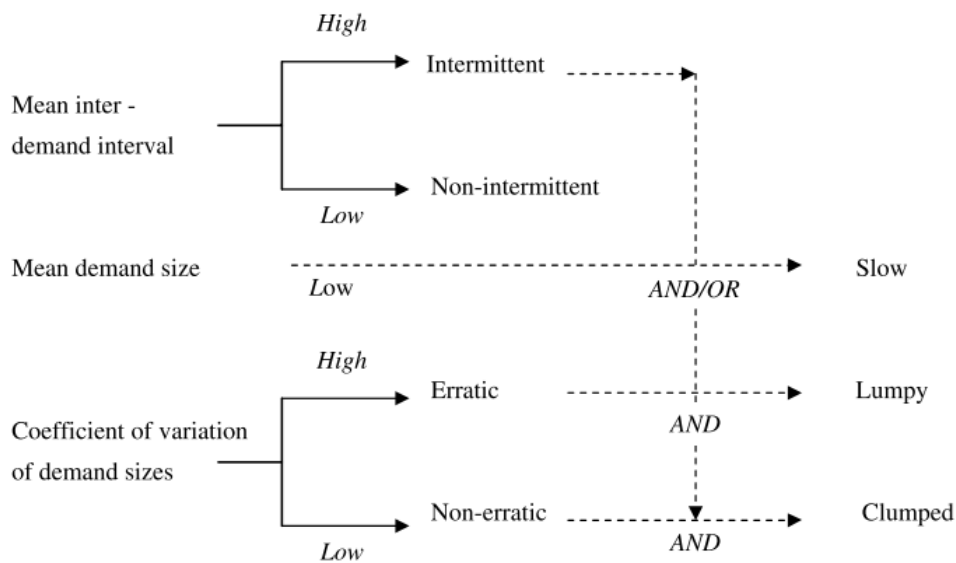 High
Intermittent
Mean inter -
demand interval
Non-intermittent
Low
Mean demand size
Slow
Low
AND/OR
High
Erratic
Lumpy
Coefficient of variation
AND
of demand sizes
Non-erratic
Clumped
Low
AND